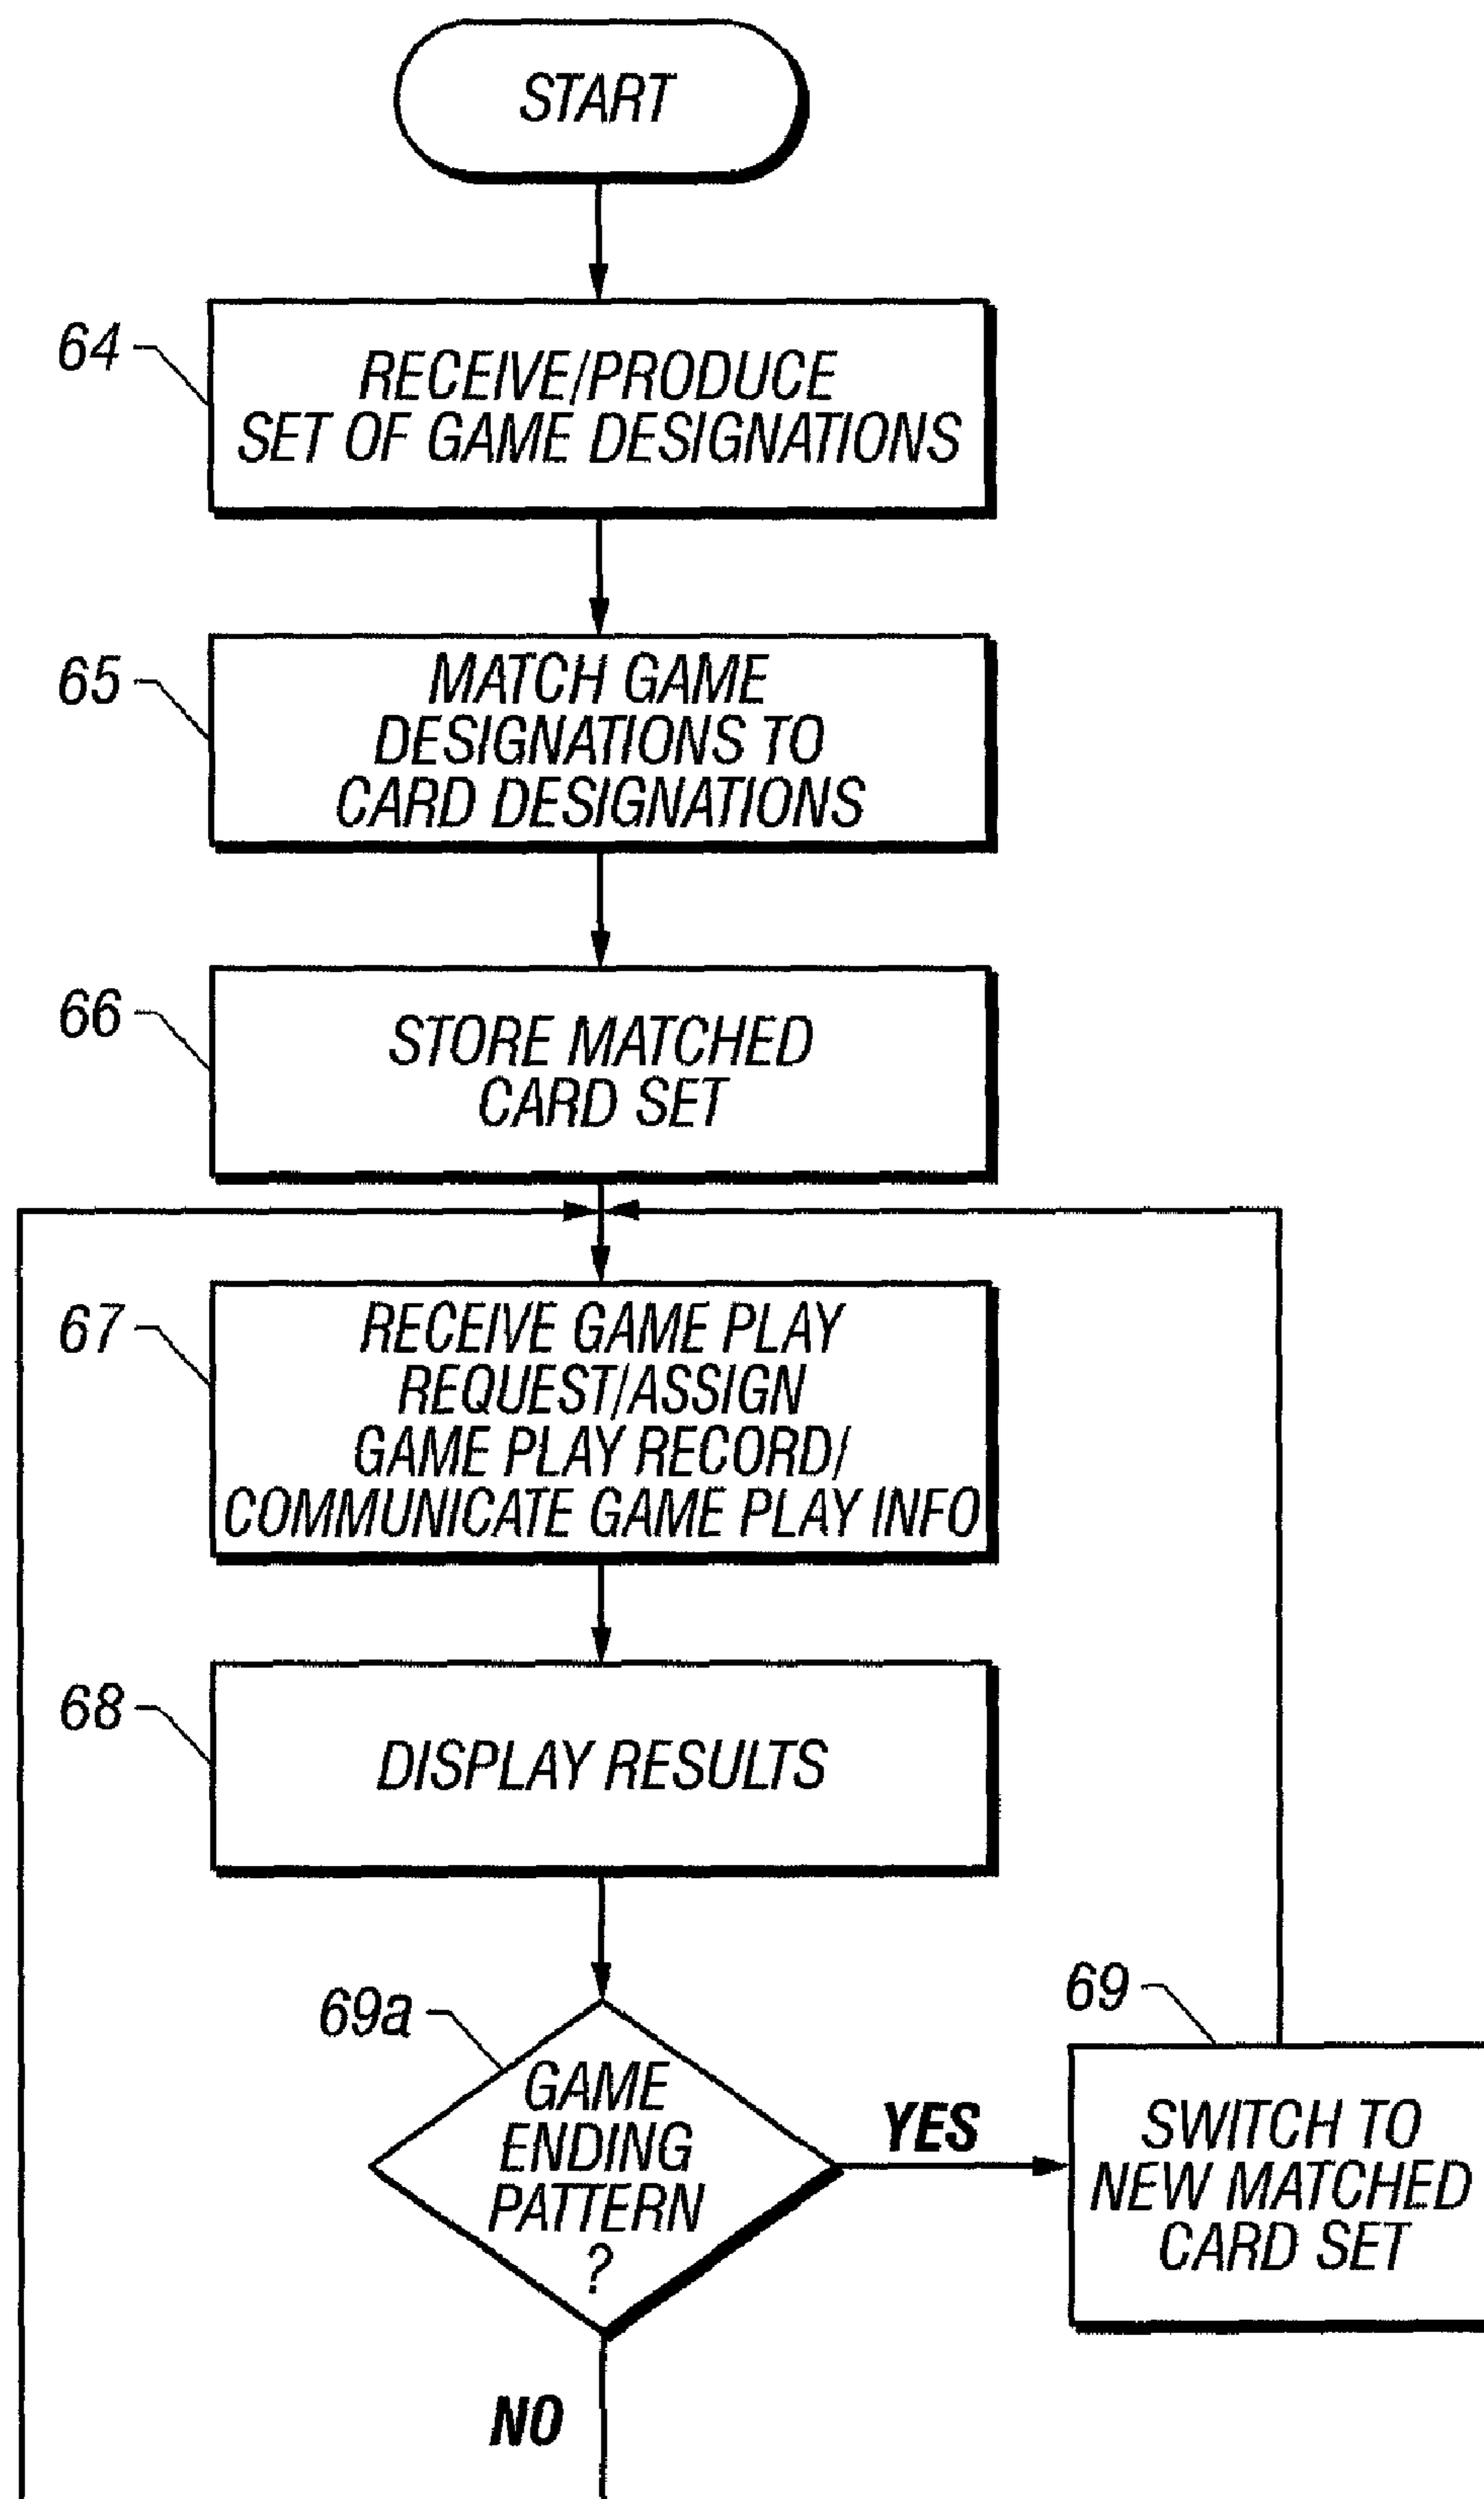 START
64
RECEIVE/PRODUCE
SET OF GAME DESIGNATIONS
65
MATCH GAME
DESIGNATIONS TO
CARD DESIGNATIONS
66
STORE MATCHED
CARD SET
67
RECEIVE GAME PLAY
REQUEST/ASSIGN
GAME PLAY RECORD/
COMMUNICATE GAME PLAY INFO
68
DISPLAY RESULTS
69a
GAME
ENDING
PATTERN
?
YES
69
SWITCH TO
NEW MATCHED
CARD SET
NO